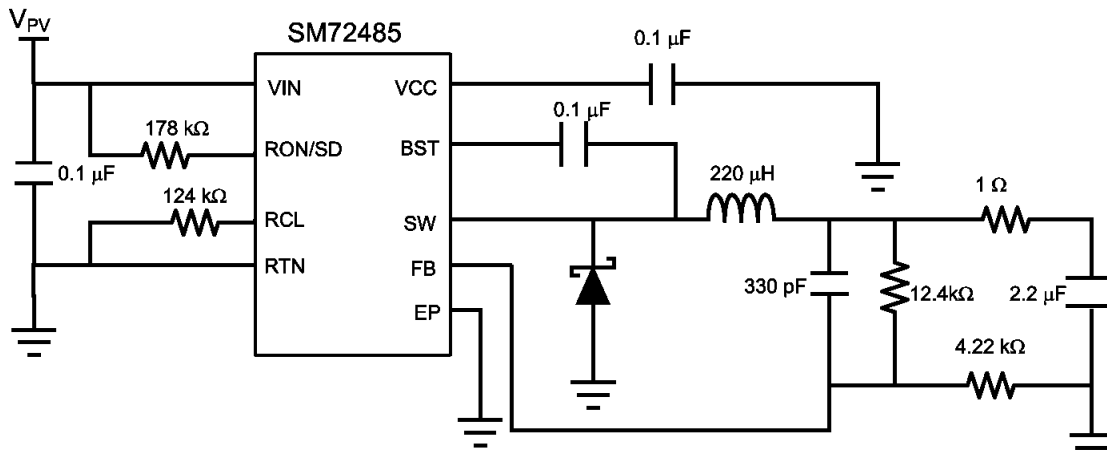 V_PV
SM72485
0.1 μF
VIN
VCC
0.1 μF
178 kΩ
RON/SD
BST
0.1 μF
124 kΩ
220 μH
1 Ω
RCL
SW
RTN
FB
330 pF
12.4kΩ
2.2 μF
EP
4.22 kΩ